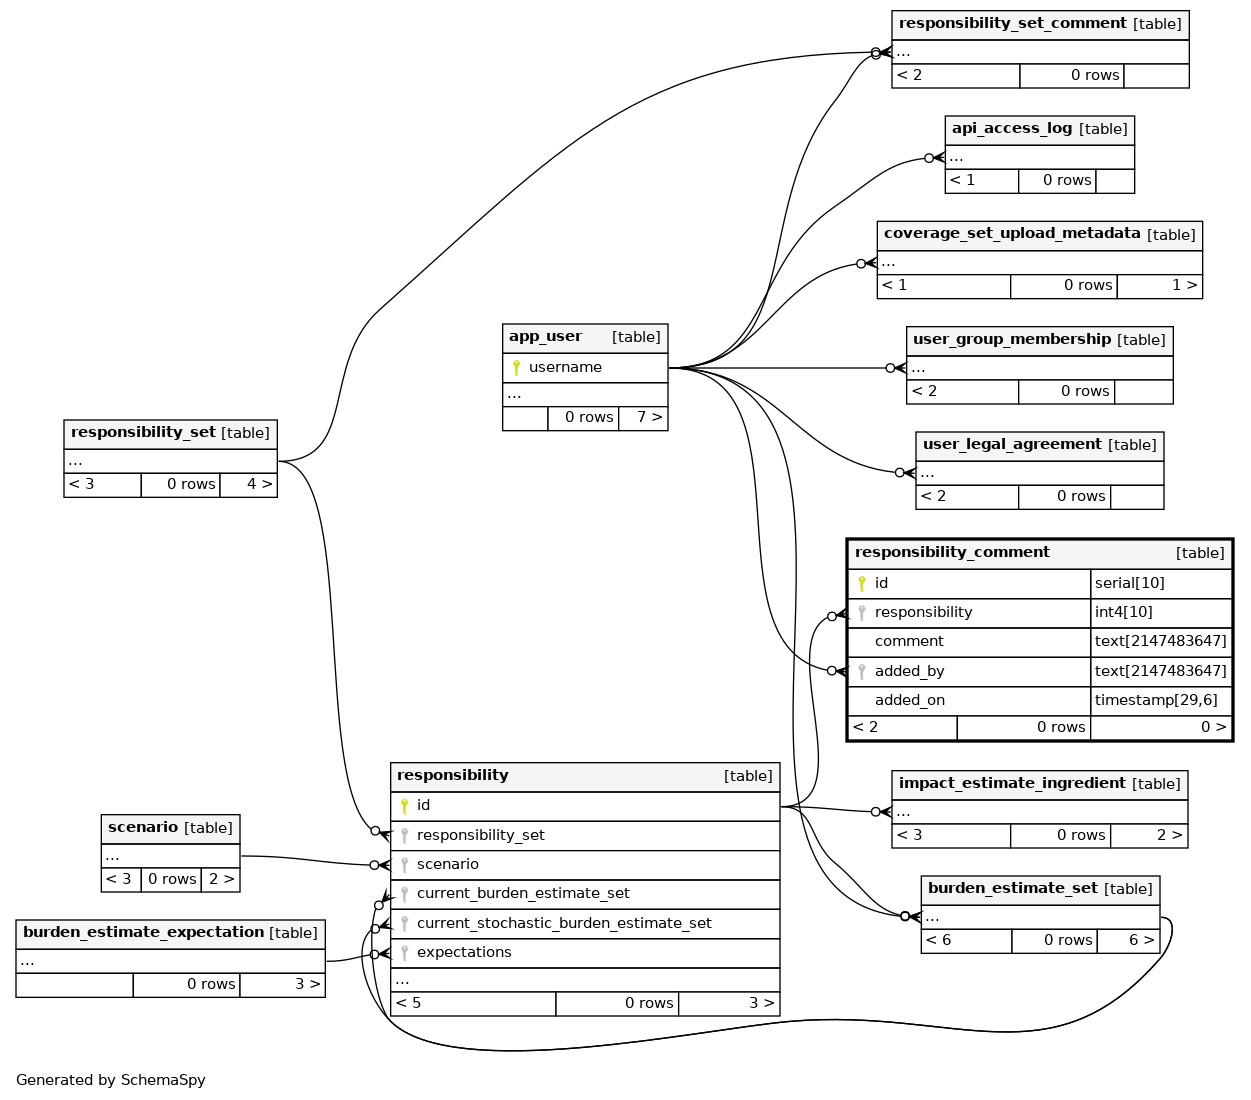 responsibility_set_comment [table]
...
< 2 0 rows
api_access_log [table]
...
< 1 0 rows
coverage_set_upload_metadata [table]
...
< 1 0 rows 1 >
app_user [table]
username
...
0 rows 7 >
user_group_membership [table]
...
< 2 0 rows
responsibility_set [table]
...
< 3 0 rows 4 >
user_legal_agreement [table]
...
< 2 0 rows
responsibility_comment [table]
id serial[10]
responsibility int4[10]
comment text[2147483647]
added_by text[2147483647]
added_on timestamp[29,6]
< 2 0 rows 0 >
responsibility [table]
id
responsibility_set
scenario
current_burden_estimate_set
current_stochastic_burden_estimate_set
expectations
...
< 5 0 rows 3 >
impact_estimate_ingredient [table]
...
< 3 0 rows 2 >
scenario [table]
...
< 3 0 rows 2 >
burden_estimate_set [table]
...
< 6 0 rows 6 >
burden_estimate_expectation [table]
...
0 rows 3 >
Generated by SchemaSpy